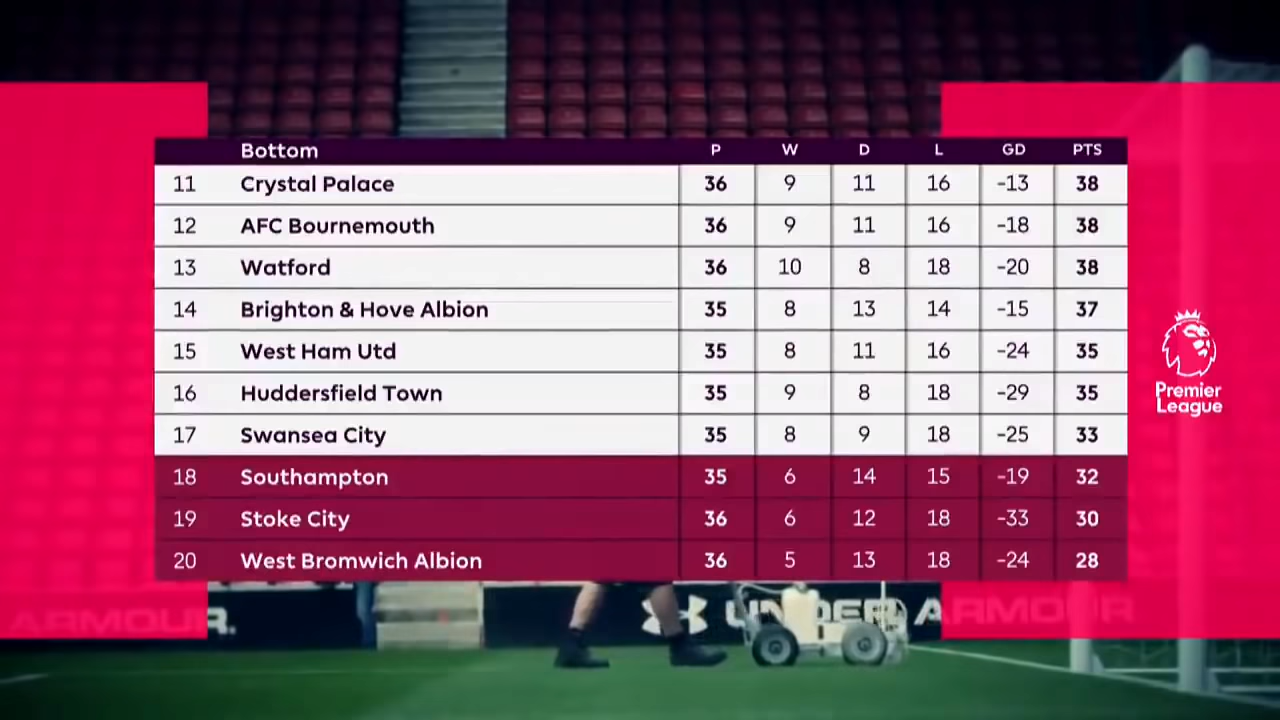 Bottom P W D L GD PTS
11 Crystal Palace 36 9 11 16 -13 38
12 AFC Bournemouth 36 9 11 16 -18 38
13 Watford 36 10 8 18 -20 38
14 Brighton & Hove Albion 35 8 13 14 -15 37
15 West Ham Utd 35 8 11 16 -24 35
16 Huddersfield Town 35 9 8 18 -29 35
17 Swansea City 35 8 9 18 -25 33
18 Southampton 35 6 14 15 -19 32
19 Stoke City 36 6 12 18 -33 30
20 West Bromwich Albion 36 5 13 18 -24 28
Premier
League
ARMOUR. UNDER ARMOUR